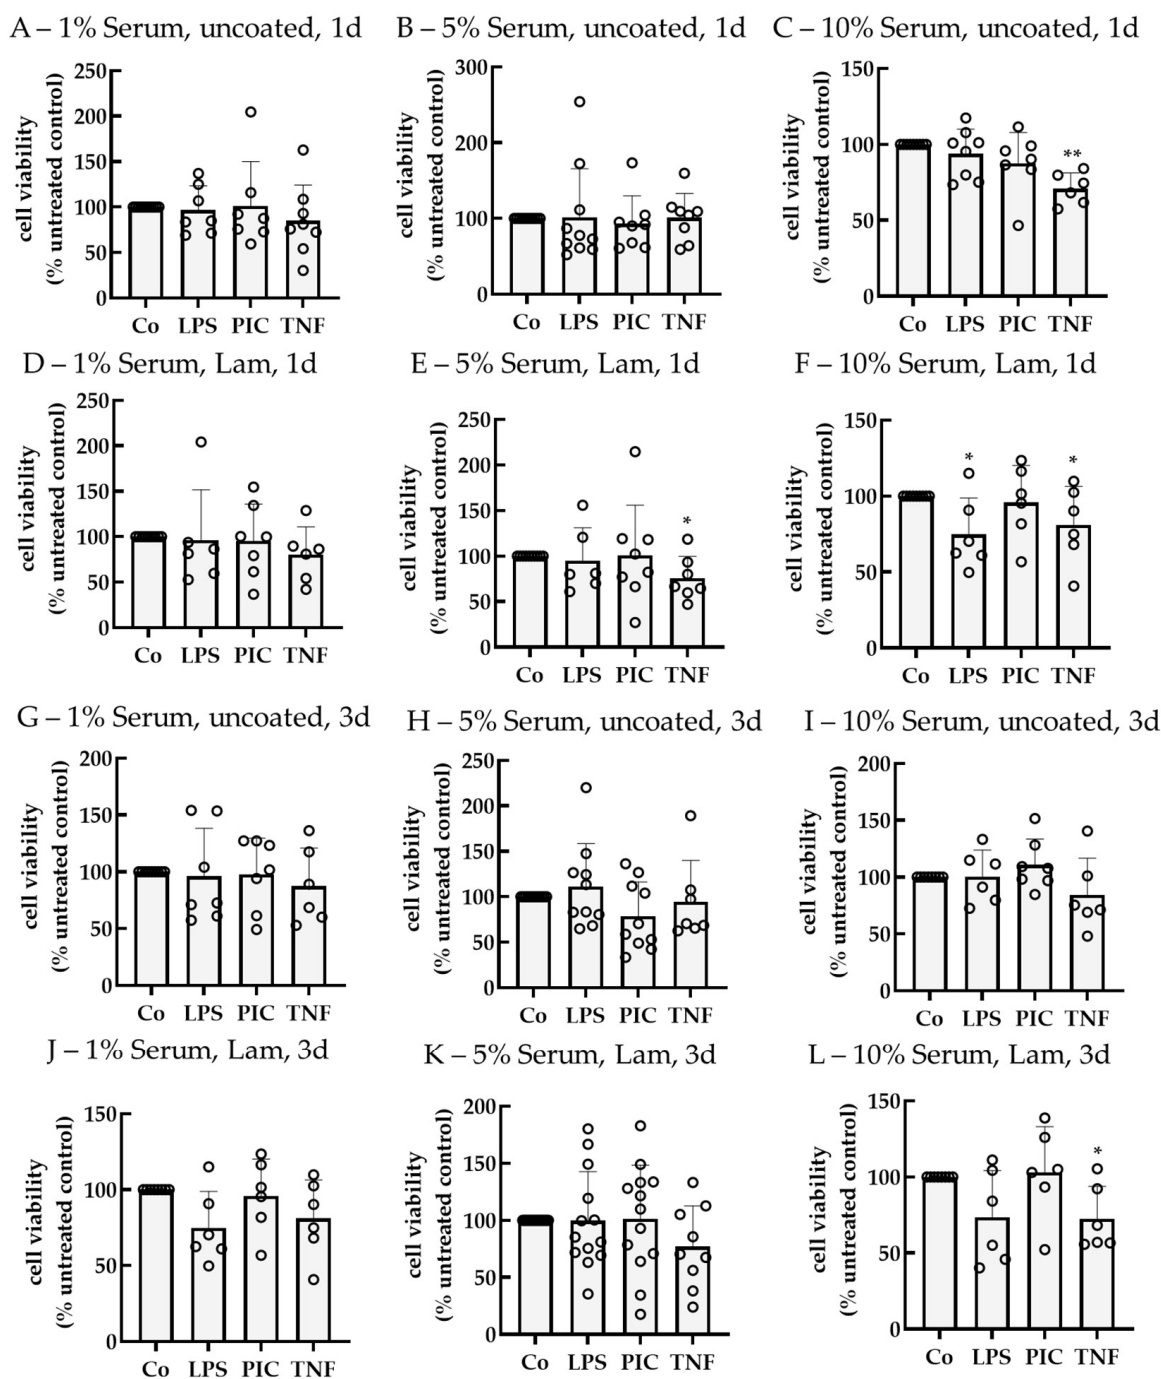 A – 1% Serum, uncoated, 1d
cell viability
(% untreated control)
250
200
150
100
50
0
Co LPS PIC TNF
B – 5% Serum, uncoated, 1d
cell viability
(% untreated control)
300
200
100
0
Co LPS PIC TNF
C – 10% Serum, uncoated, 1d
cell viability
(% untreated control)
150
100
50
0
**
Co LPS PIC TNF
D – 1% Serum, Lam, 1d
cell viability
(% untreated control)
250
200
150
100
50
0
Co LPS PIC TNF
E – 5% Serum, Lam, 1d
cell viability
(% untreated control)
250
200
150
100
50
0
*
Co LPS PIC TNF
F – 10% Serum, Lam, 1d
cell viability
(% untreated control)
150
100
50
0
* *
Co LPS PIC TNF
G – 1% Serum, uncoated, 3d
cell viability
(% untreated control)
200
150
100
50
0
Co LPS PIC TNF
H – 5% Serum, uncoated, 3d
cell viability
(% untreated control)
250
200
150
100
50
0
Co LPS PIC TNF
I – 10% Serum, uncoated, 3d
cell viability
(% untreated control)
200
150
100
50
0
Co LPS PIC TNF
J – 1% Serum, Lam, 3d
cell viability
(% untreated control)
150
100
50
0
Co LPS PIC TNF
K – 5% Serum, Lam, 3d
cell viability
(% untreated control)
200
150
100
50
0
Co LPS PIC TNF
L – 10% Serum, Lam, 3d
cell viability
(% untreated control)
150
100
50
0
*
Co LPS PIC TNF